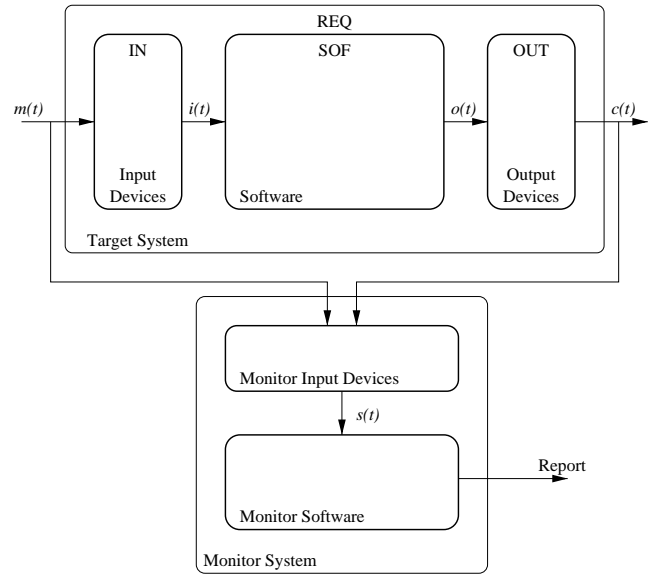 REQ
IN
SOF
OUT
m(t)
i(t)
o(t)
c(t)
Input
Devices
Software
Output
Devices
Target System
Monitor Input Devices
s(t)
Report
Monitor Software
Monitor System